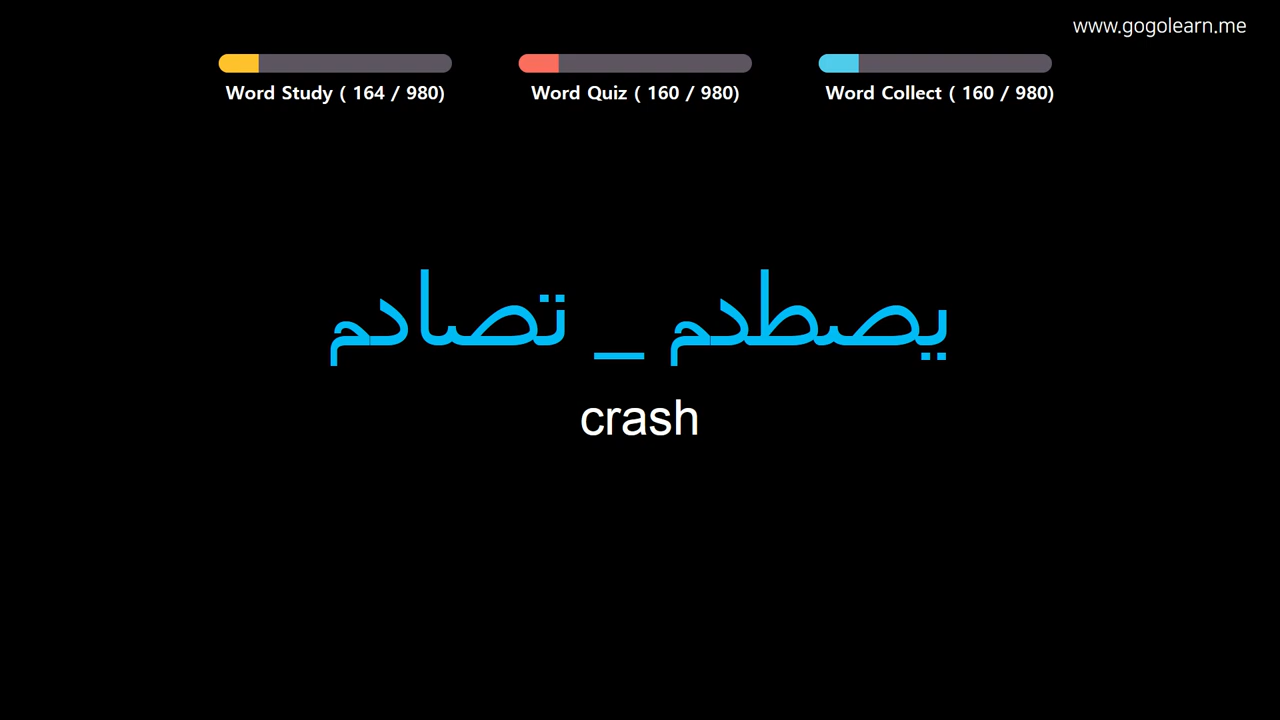 www.gogolearn.me
Word Study ( 164 / 980)
Word Quiz ( 160 / 980)
Word Collect ( 160 / 980)
يصطدم _ تصادم
crash